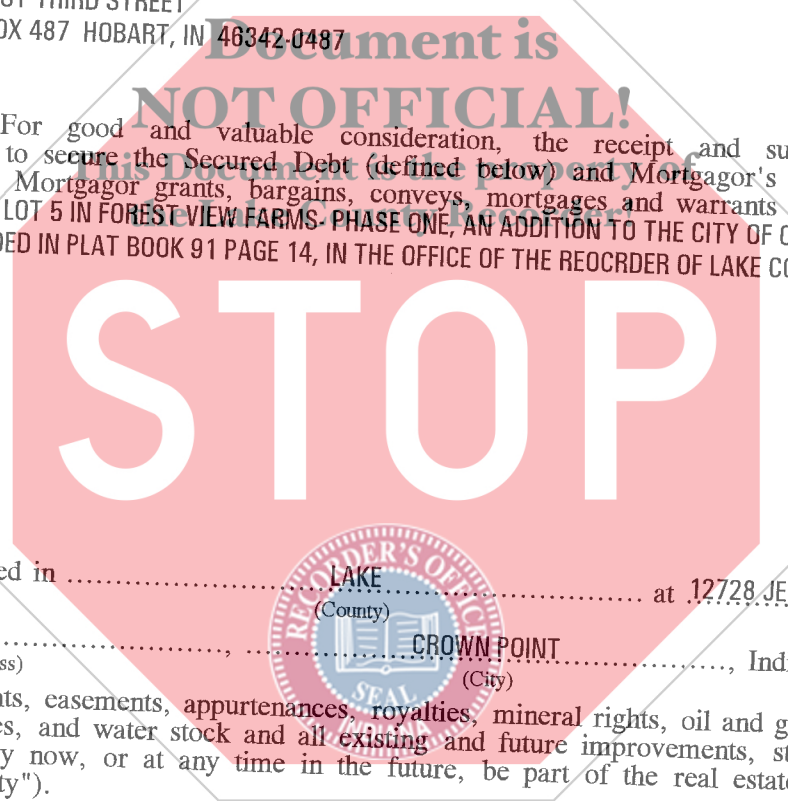 THIRD STREET
OX 487 HOBART, IN 46342-0487
Document is
NOT OFFICIAL!
This Document is the property of
the Lake County Recorder!
For good and valuable consideration, the receipt and su
to secure the Secured Debt (defined below) and Mortgagor's
Mortgagor grants, bargains, conveys, mortgages and warrants
LOT 5 IN FOREST VIEW FARMS- PHASE ONE, AN ADDITION TO THE CITY OF C
DED IN PLAT BOOK 91 PAGE 14, IN THE OFFICE OF THE REOCRDER OF LAKE CO
STOP
ed in ........ LAKE ........ at 12728 JE
(County)
........, ........ CROWN POINT ........, Indi
ss) (City)
RECORDER'S OFFICE
SEAL
nts, easements, appurtenances, royalties, mineral rights, oil and g
es, and water stock and all existing and future improvements, st
y now, or at any time in the future, be part of the real estate
ty").